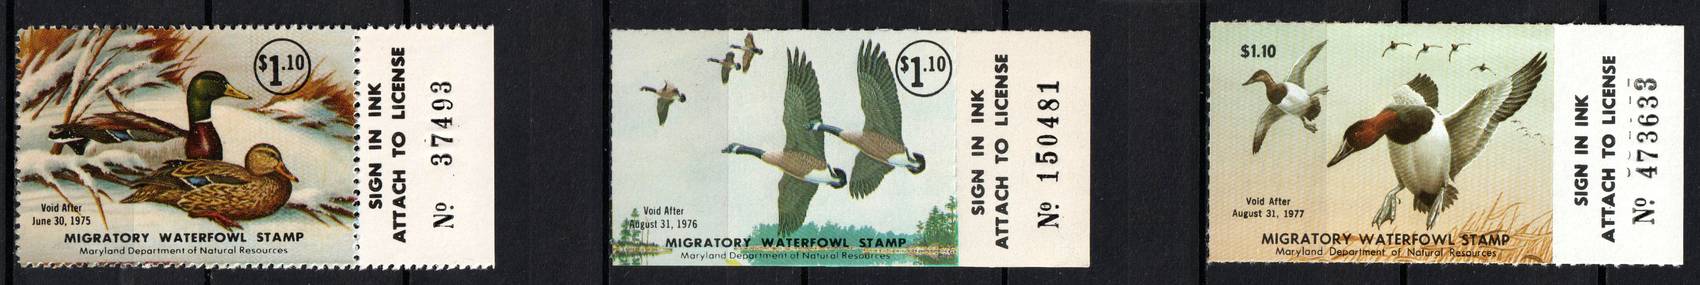 $1.10
Void After
June 30, 1975
MIGRATORY WATERFOWL STAMP
Maryland Department of Natural Resources
SIGN IN INK
ATTACH TO LICENSE
No 37493
$1.10
Void After
August 31, 1976
MIGRATORY WATERFOWL STAMP
Maryland Department of Natural Resources
SIGN IN INK
ATTACH TO LICENSE
No 150481
$1.10
Void After
August 31, 1977
MIGRATORY WATERFOWL STAMP
Maryland Department of Natural Resources
SIGN IN INK
ATTACH TO LICENSE
No 473633